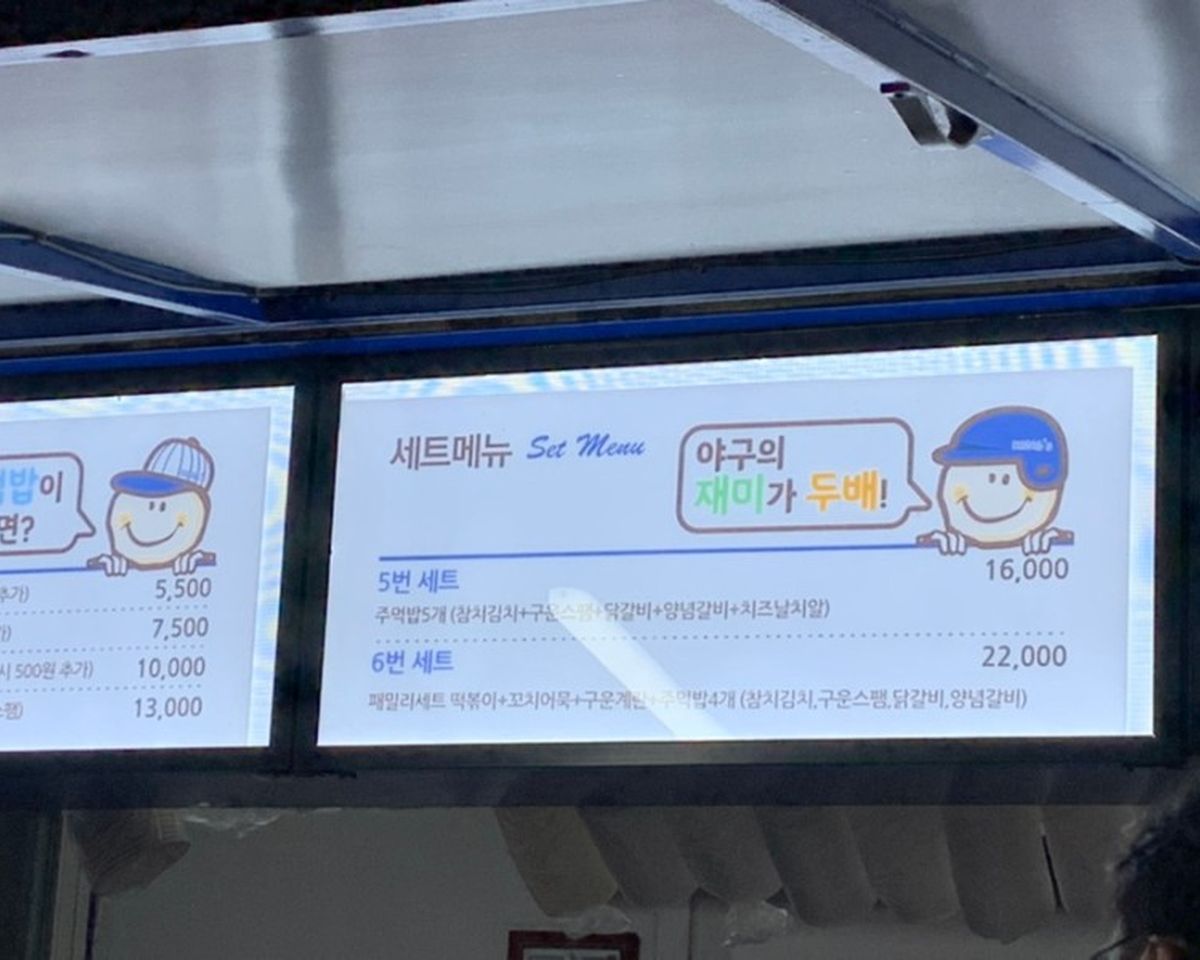 밥이
면?
추가) 5,500
7,500
시 500원 추가) 10,000
13,000
세트메뉴 Set Menu
야구의
재미가 두배!
5번 세트 16,000
주먹밥5개 (참치김치+구운스팸+닭갈비+양념갈비+치즈날치알)
6번 세트 22,000
패밀리세트 떡볶이+꼬치어묵+구운계란+주먹밥4개 (참치김치,구운스팸,닭갈비,양념갈비)